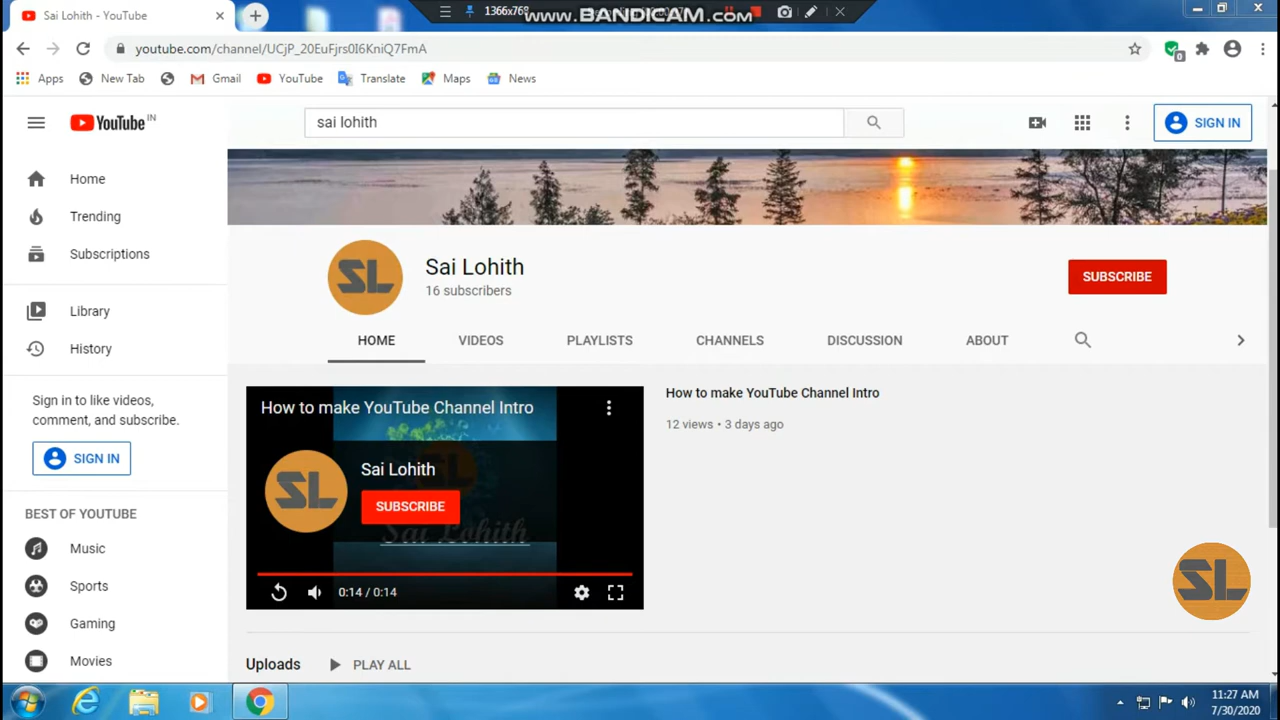 Sai Lohith - YouTube
1366x768
www.BANDICAM.com
youtube.com/channel/UCjP_20EuFjrs0I6KniQ7FmA
Apps
New Tab
Gmail
YouTube
Translate
Maps
News
YouTube IN
sai lohith
SIGN IN
Home
Trending
Subscriptions
Library
History
Sign in to like videos,
comment, and subscribe.
SIGN IN
BEST OF YOUTUBE
Music
Sports
Gaming
Movies
SL
Sai Lohith
16 subscribers
SUBSCRIBE
HOME
VIDEOS
PLAYLISTS
CHANNELS
DISCUSSION
ABOUT
How to make YouTube Channel Intro
SL
Sai Lohith
SUBSCRIBE
Sai Lohith
0:14 / 0:14
How to make YouTube Channel Intro
12 views • 3 days ago
SL
Uploads
PLAY ALL
0
11:27 AM
7/30/2020